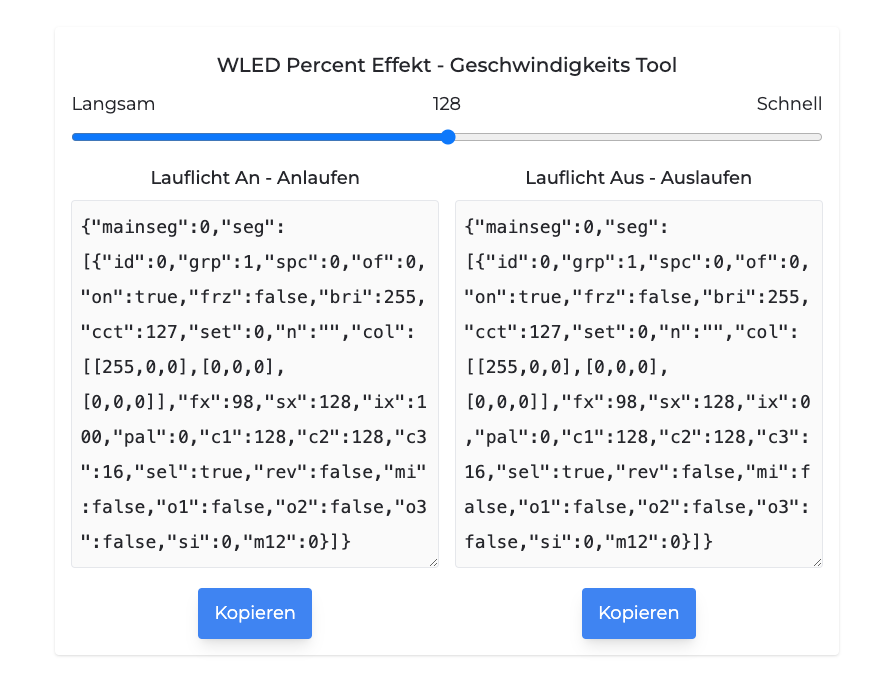 WLED Percent Effekt - Geschwindigkeits Tool
Langsam 128 Schnell
Lauflicht An - Anlaufen
{"mainseg":0,"seg":
[{"id":0,"grp":1,"spc":0,"of":0,
"on":true,"frz":false,"bri":255,
"cct":127,"set":0,"n":"","col":
[[255,0,0],[0,0,0],
[0,0,0]],"fx":98,"sx":128,"ix":1
00,"pal":0,"c1":128,"c2":128,"c3
":16,"sel":true,"rev":false,"mi"
:false,"o1":false,"o2":false,"o3
":false,"si":0,"m12":0}]}
Kopieren
Lauflicht Aus - Auslaufen
{"mainseg":0,"seg":
[{"id":0,"grp":1,"spc":0,"of":0,
"on":true,"frz":false,"bri":255,
"cct":127,"set":0,"n":"","col":
[[255,0,0],[0,0,0],
[0,0,0]],"fx":98,"sx":128,"ix":0
,"pal":0,"c1":128,"c2":128,"c3":
16,"sel":true,"rev":false,"mi":f
alse,"o1":false,"o2":false,"o3":
false,"si":0,"m12":0}]}
Kopieren